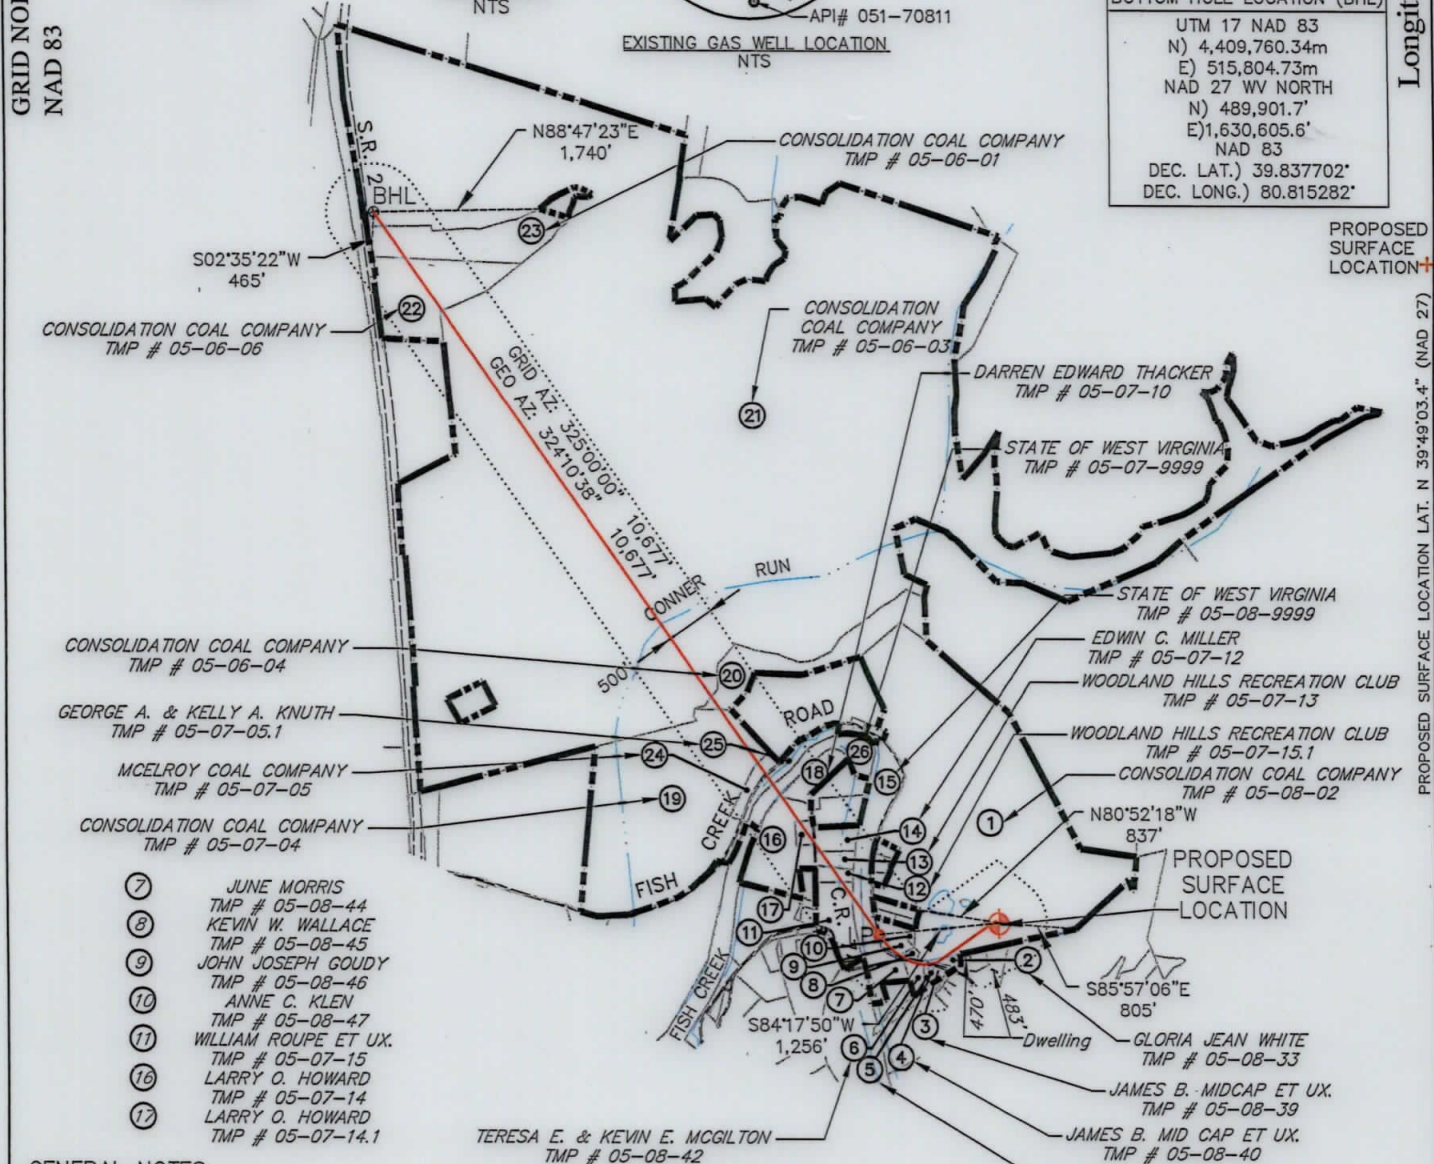 GRID NOR
NAD 83
NTS
API# 051-70811
EXISTING GAS WELL LOCATION
NTS
BOTTOM HOLE LOCATION (BHL)
UTM 17 NAD 83
N) 4,409,760.34m
E) 515,804.73m
NAD 27 WV NORTH
N) 489,901.7'
E)1,630,605.6'
NAD 83
DEC. LAT.) 39.837702°
DEC. LONG.) 80.815282°
Longit
PROPOSED
SURFACE
LOCATION
PROPOSED SURFACE LOCATION LAT. N 39°49'03.4" (NAD 27)
S.R. 2
BHL
N88°47'23"E
1,740'
CONSOLIDATION COAL COMPANY
TMP # 05-06-01
23
S02°35'22"W
465'
22
CONSOLIDATION COAL COMPANY
TMP # 05-06-06
CONSOLIDATION
COAL COMPANY
TMP # 05-06-03
21
GRID AZ: 325°00'00" 10,677'
GEO AZ: 324°10'38" 10,677'
DARREN EDWARD THACKER
TMP # 05-07-10
STATE OF WEST VIRGINIA
TMP # 05-07-9999
CONNER RUN
500'
STATE OF WEST VIRGINIA
TMP # 05-08-9999
EDWIN C. MILLER
TMP # 05-07-12
WOODLAND HILLS RECREATION CLUB
TMP # 05-07-13
WOODLAND HILLS RECREATION CLUB
TMP # 05-07-15.1
CONSOLIDATION COAL COMPANY
TMP # 05-08-02
CONSOLIDATION COAL COMPANY
TMP # 05-06-04
20
GEORGE A. & KELLY A. KNUTH
TMP # 05-07-05.1
25
MCELROY COAL COMPANY
TMP # 05-07-05
24
CONSOLIDATION COAL COMPANY
TMP # 05-07-04
19
ROAD
FISH CREEK
FISH CREEK
C.R.
26
18
15
16
14
13
12
17
11
10
9
8
7
6
5
4
3
2
1
N80°52'18"W
837'
PROPOSED
SURFACE
LOCATION
S85°57'06"E
805'
S84°17'50"W
1,256'
470'
483'
Dwelling
GLORIA JEAN WHITE
TMP # 05-08-33
JAMES B. MIDCAP ET UX.
TMP # 05-08-39
JAMES B. MID CAP ET UX.
TMP # 05-08-40
TERESA E. & KEVIN E. MCGILTON
TMP # 05-08-42
7 JUNE MORRIS
TMP # 05-08-44
8 KEVIN W. WALLACE
TMP # 05-08-45
9 JOHN JOSEPH GOUDY
TMP # 05-08-46
10 ANNE C. KLEN
TMP # 05-08-47
11 WILLIAM ROUPE ET UX.
TMP # 05-07-15
16 LARRY O. HOWARD
TMP # 05-07-14
17 LARRY O. HOWARD
TMP # 05-07-14.1
GENERAL NOTES